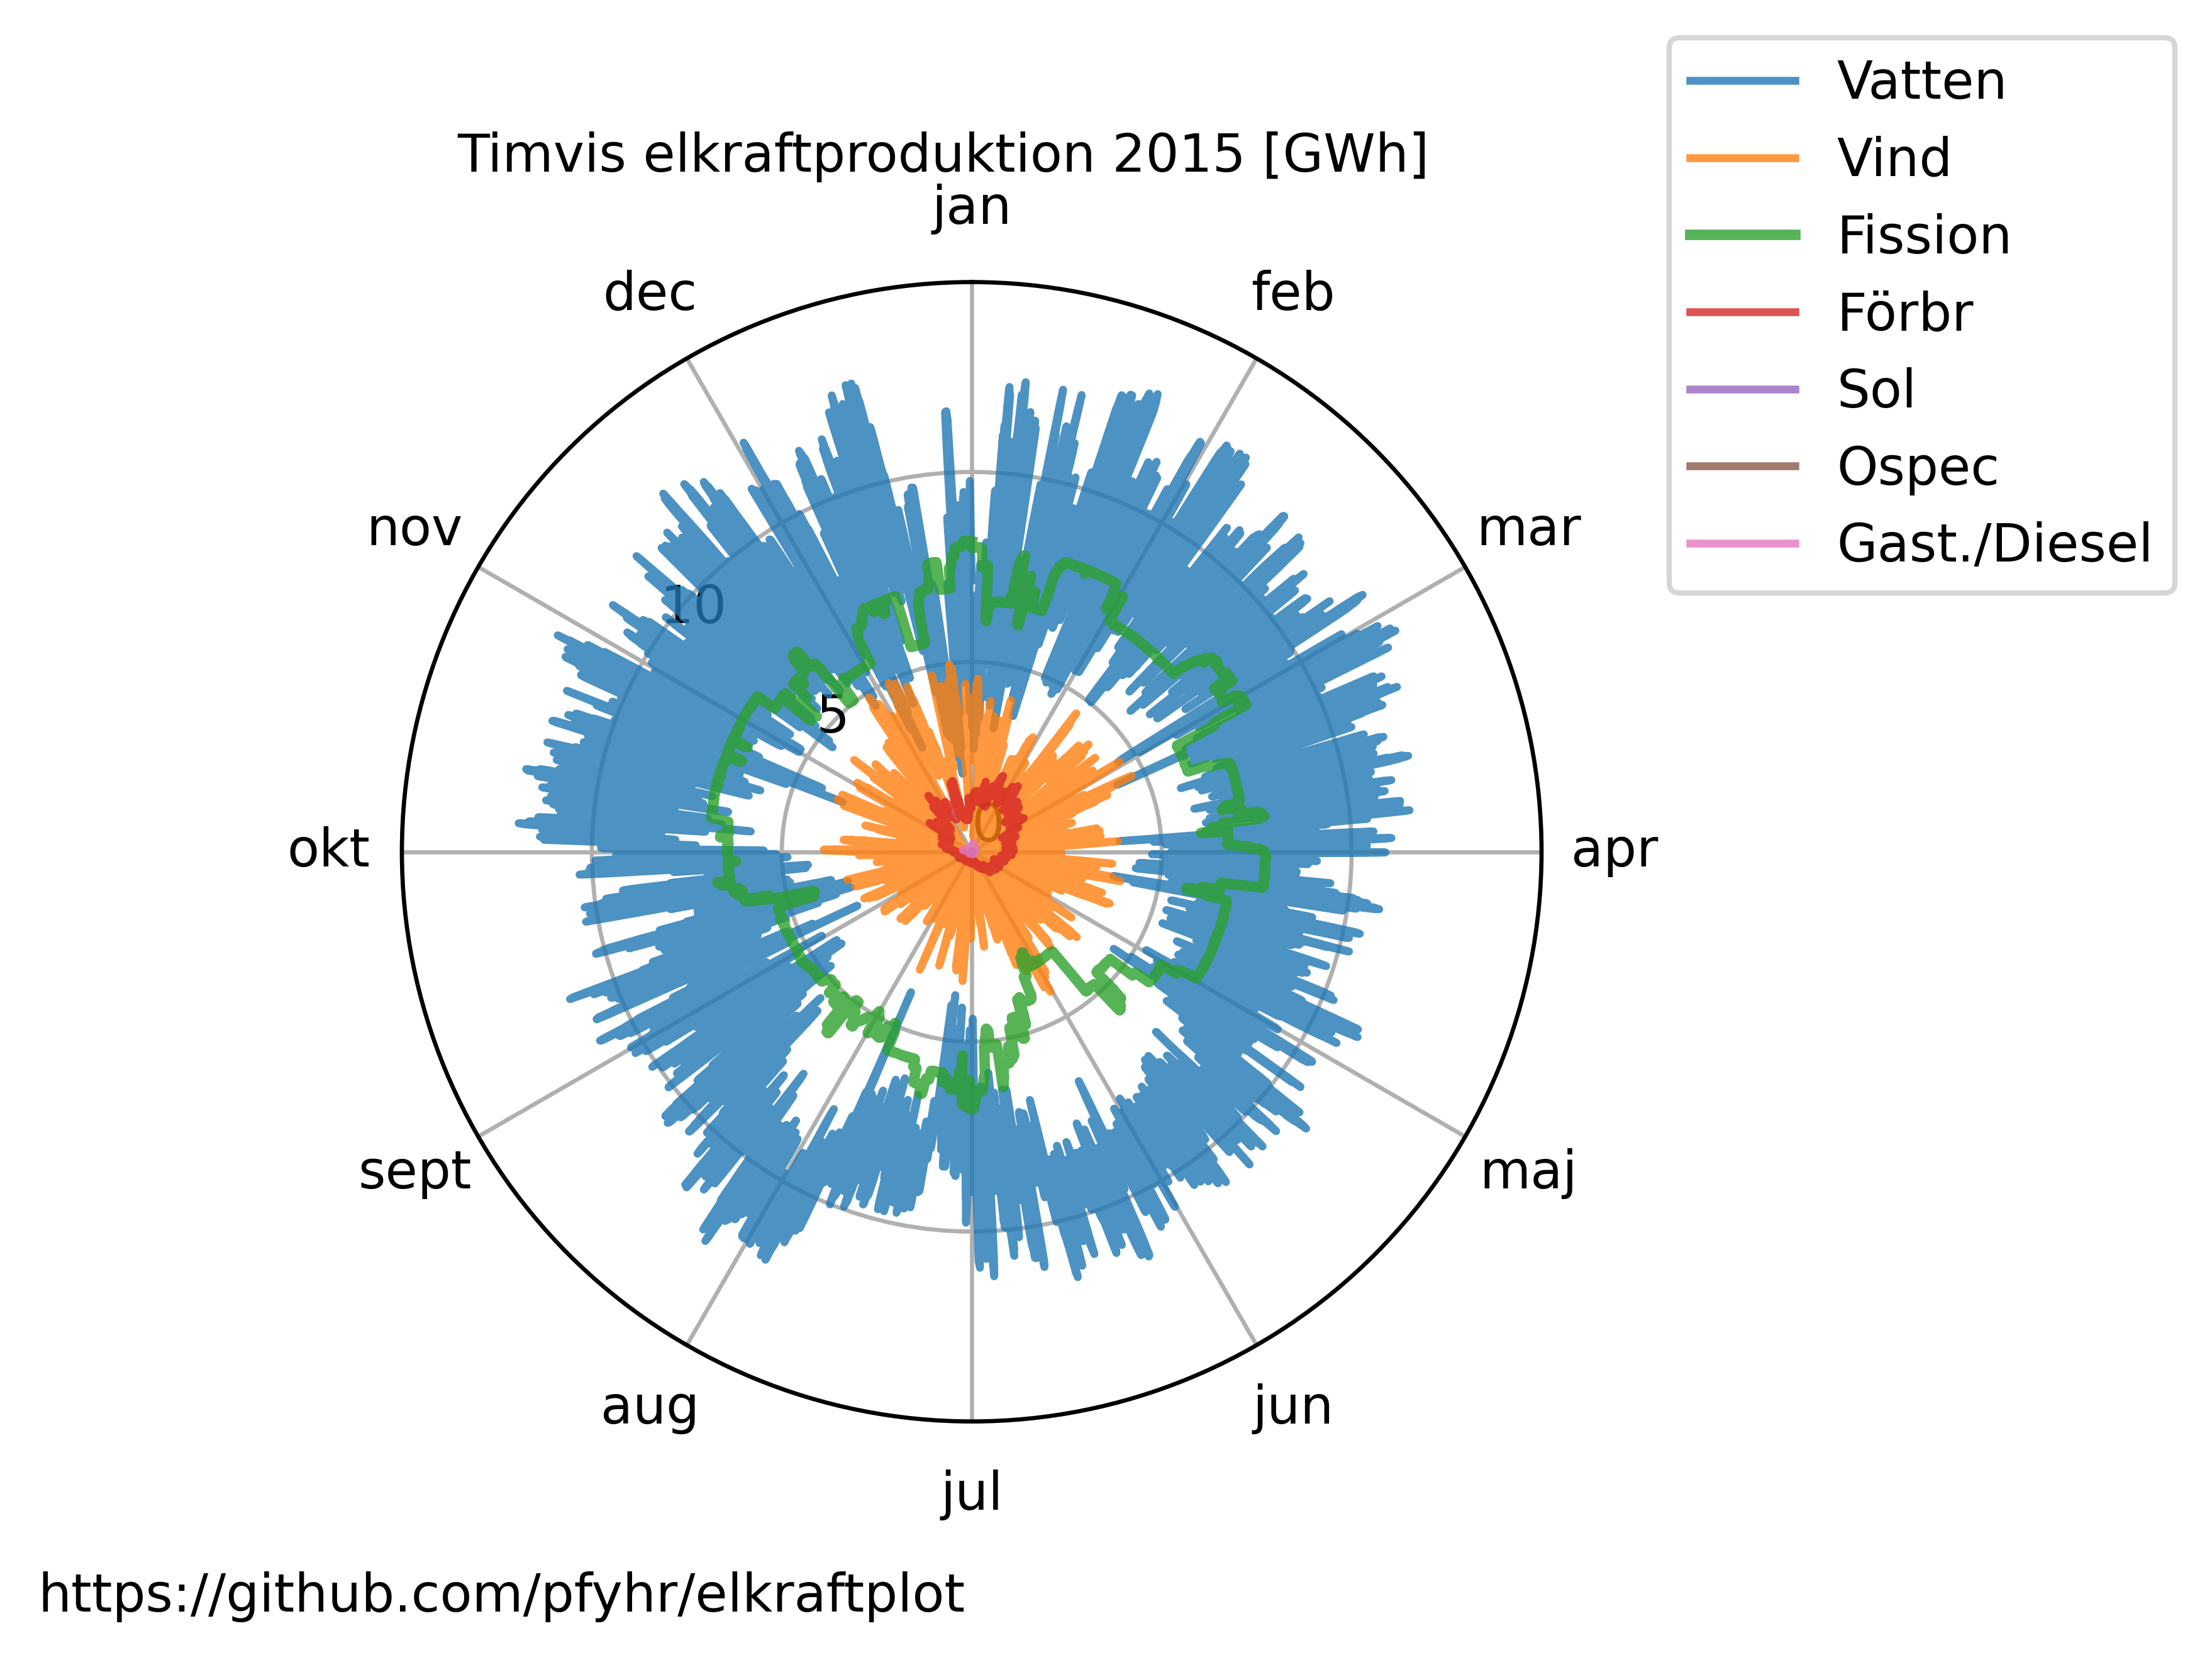 Timvis elkraftproduktion 2015 [GWh]
jan
feb
mar
apr
maj
jun
jul
aug
sept
okt
nov
dec
0
5
10
Vatten
Vind
Fission
Förbr
Sol
Ospec
Gast./Diesel
https://github.com/pfyhr/elkraftplot